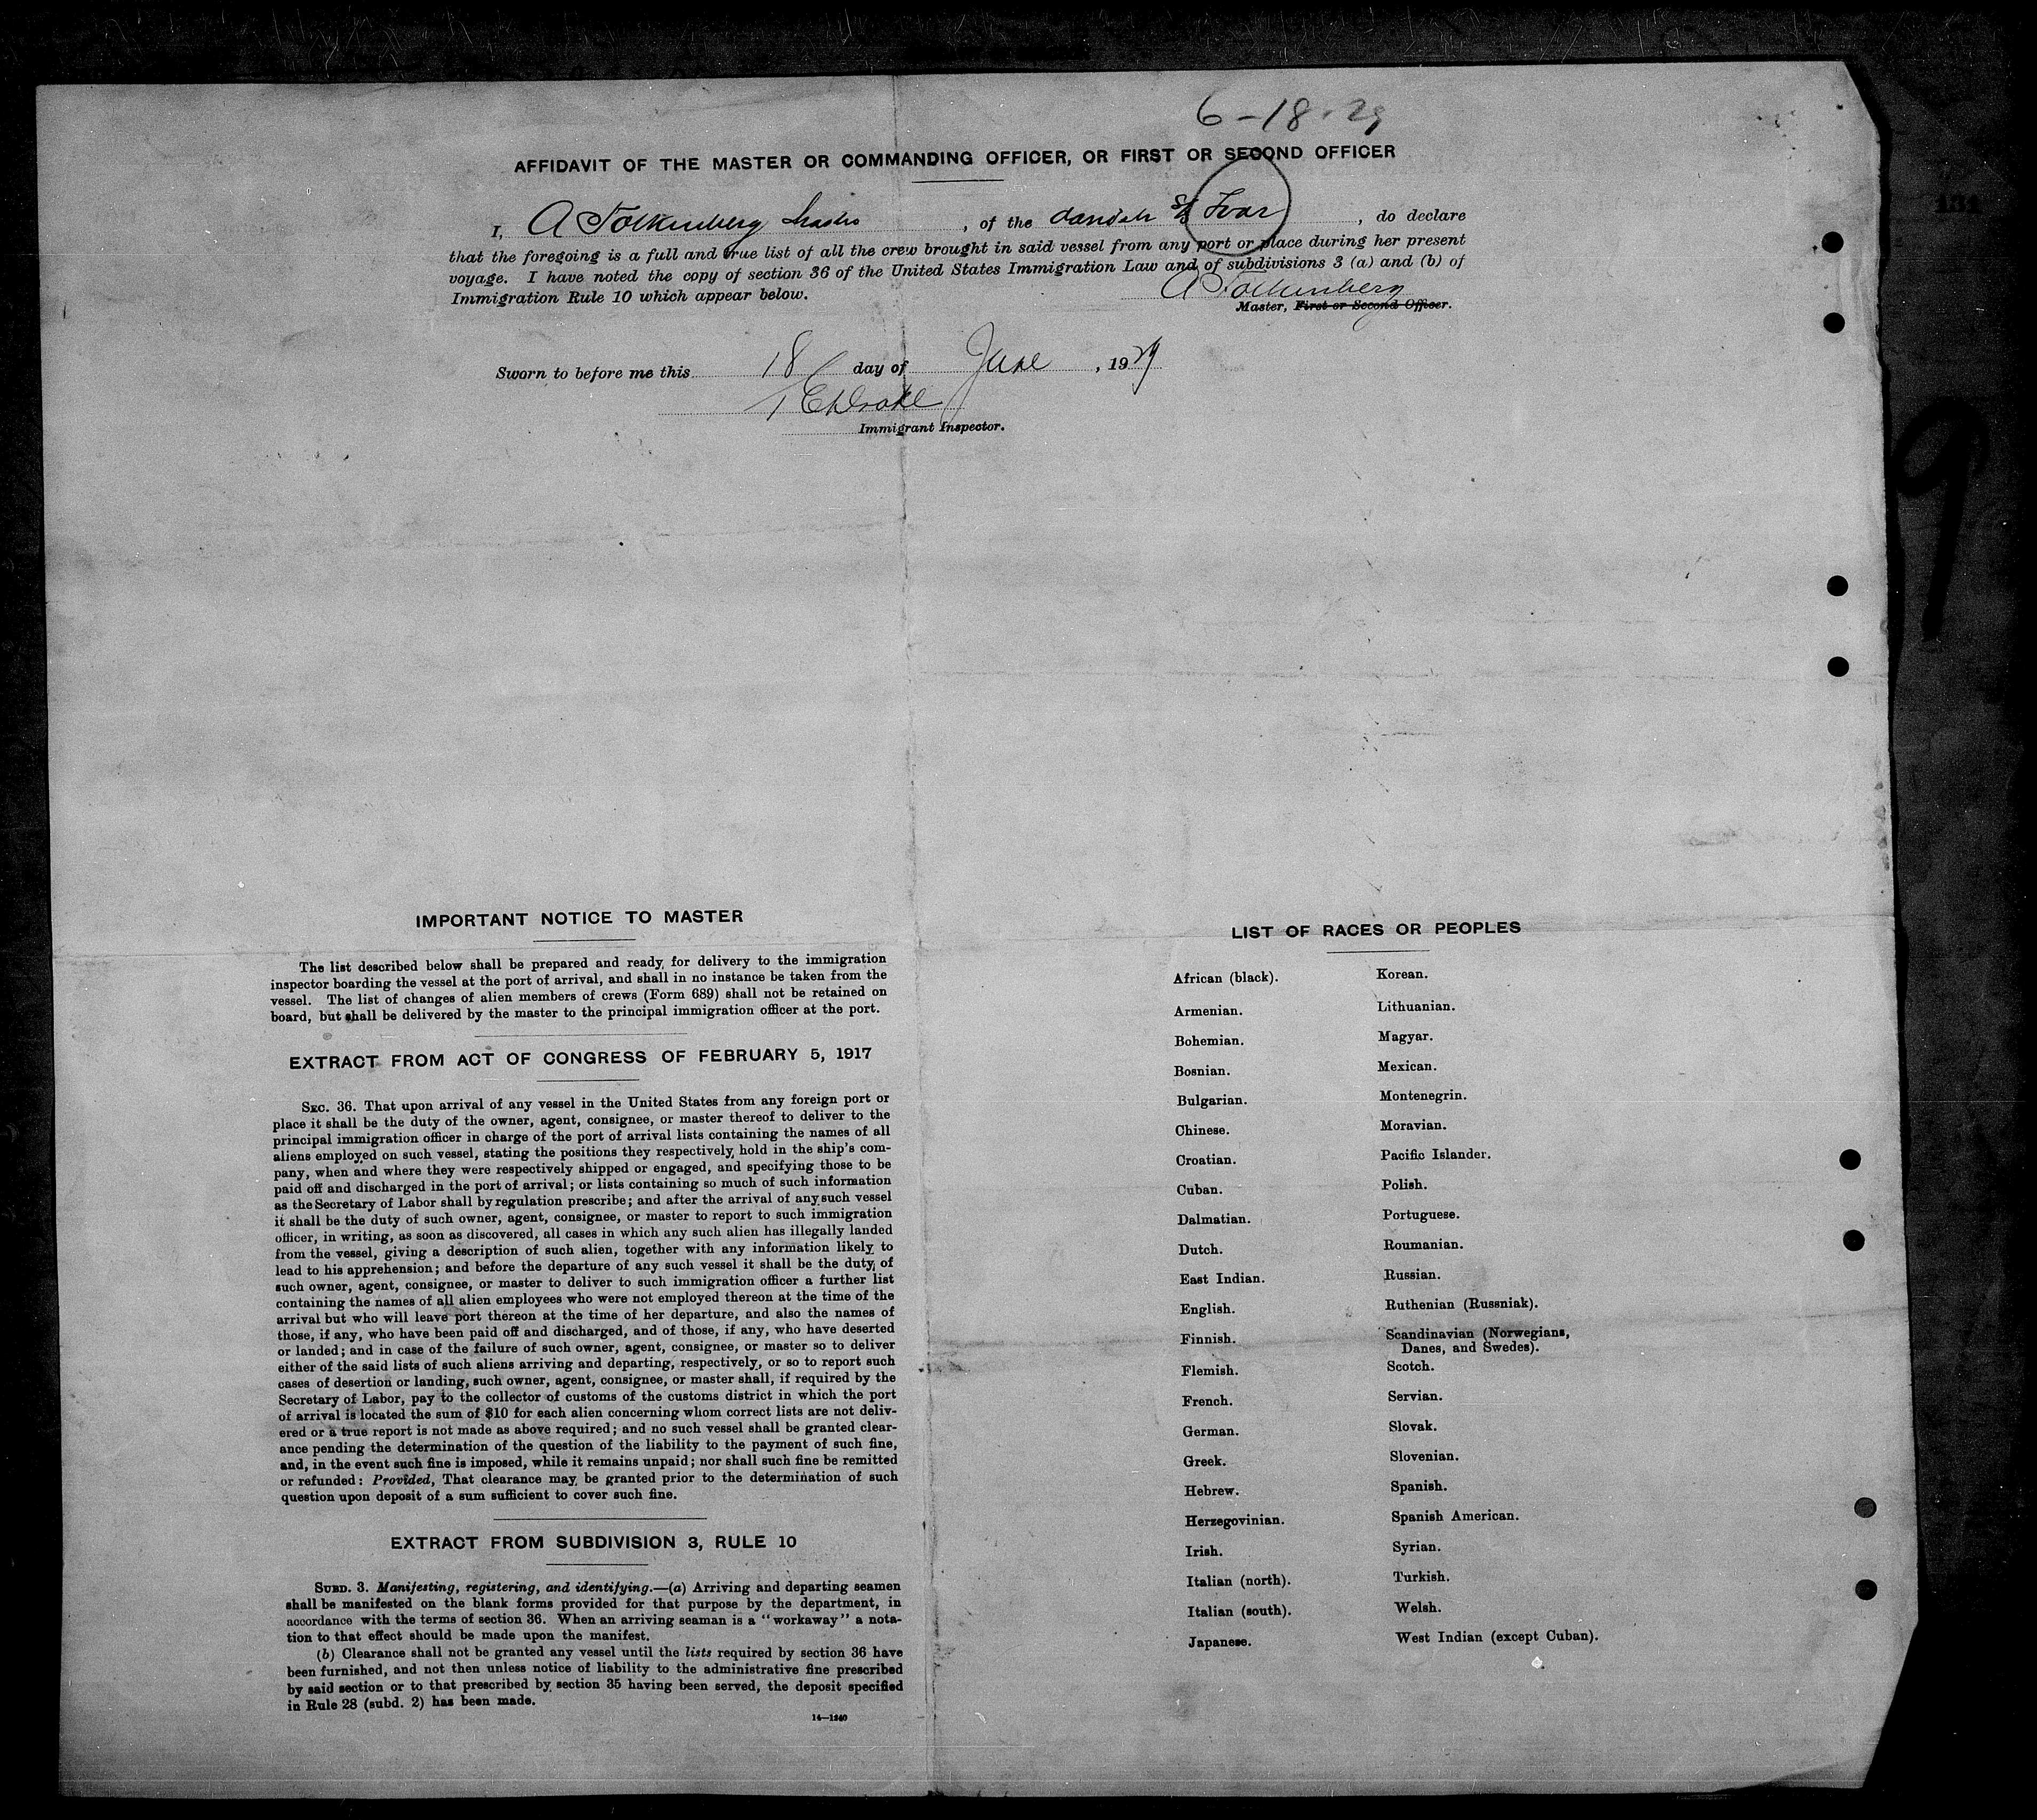 6-18-29
AFFIDAVIT OF THE MASTER OR COMMANDING OFFICER, OR FIRST OR SECOND OFFICER
I, A Folkenberg, of the danish S/S Ivar, do declare
that the foregoing is a full and true list of all the crew brought in said vessel from any port or place during her present
voyage. I have noted the copy of section 36 of the United States Immigration Law and of subdivisions 3 (a) and (b) of
Immigration Rule 10 which appear below.
A Folkenberg
Master, First or Second Officer.
Sworn to before me this 18 day of June, 1929
Immigrant Inspector.
131
9
IMPORTANT NOTICE TO MASTER
The list described below shall be prepared and ready for delivery to the immigration
inspector boarding the vessel at the port of arrival, and shall in no instance be taken from the
vessel. The list of changes of alien members of crews (Form 689) shall not be retained on
board, but shall be delivered by the master to the principal immigration officer at the port.
EXTRACT FROM ACT OF CONGRESS OF FEBRUARY 5, 1917
SEC. 36. That upon arrival of any vessel in the United States from any foreign port or
place it shall be the duty of the owner, agent, consignee, or master thereof to deliver to the
principal immigration officer in charge of the port of arrival lists containing the names of all
aliens employed on such vessel, stating the positions they respectively hold in the ship's com-
pany, when and where they were respectively shipped or engaged, and specifying those to be
paid off and discharged in the port of arrival; or lists containing so much of such information
as the Secretary of Labor shall by regulation prescribe; and after the arrival of any such vessel
it shall be the duty of such owner, agent, consignee, or master to report to such immigration
officer, in writing, as soon as discovered, all cases in which any such alien has illegally landed
from the vessel, giving a description of such alien, together with any information likely to
lead to his apprehension; and before the departure of any such vessel it shall be the duty of
such owner, agent, consignee, or master to deliver to such immigration officer a further list
containing the names of all alien employees who were not employed thereon at the time of the
arrival but who will leave port thereon at the time of her departure, and also the names of
those, if any, who have been paid off and discharged, and of those, if any, who have deserted
or landed; and in case of the failure of such owner, agent, consignee, or master so to deliver
either of the said lists of such aliens arriving and departing, respectively, or so to report such
cases of desertion or landing, such owner, agent, consignee, or master shall, if required by the
Secretary of Labor, pay to the collector of customs of the customs district in which the port
of arrival is located the sum of $10 for each alien concerning whom correct lists are not deliv-
ered or a true report is not made as above required; and no such vessel shall be granted clear-
ance pending the determination of the question of the liability to the payment of such fine,
and, in the event such fine is imposed, while it remains unpaid; nor shall such fine be remitted
or refunded: Provided, That clearance may be granted prior to the determination of such
question upon deposit of a sum sufficient to cover such fine.
EXTRACT FROM SUBDIVISION 3, RULE 10
SUBD. 3. Manifesting, registering, and identifying.—(a) Arriving and departing seamen
shall be manifested on the blank forms provided for that purpose by the department, in
accordance with the terms of section 36. When an arriving seaman is a "workaway" a nota-
tion to that effect should be made upon the manifest.
(b) Clearance shall not be granted any vessel until the lists required by section 36 have
been furnished, and not then unless notice of liability to the administrative fine prescribed
by said section or to that prescribed by section 35 having been served, the deposit specified
in Rule 28 (subd. 2) has been made.
14—1240
LIST OF RACES OR PEOPLES
African (black).
Armenian.
Bohemian.
Bosnian.
Bulgarian.
Chinese.
Croatian.
Cuban.
Dalmatian.
Dutch.
East Indian.
English.
Finnish.
Flemish.
French.
German.
Greek.
Hebrew.
Herzegovinian.
Irish.
Italian (north).
Italian (south).
Japanese.
Korean.
Lithuanian.
Magyar.
Mexican.
Montenegrin.
Moravian.
Pacific Islander.
Polish.
Portuguese.
Roumanian.
Russian.
Ruthenian (Russniak).
Scandinavian (Norwegians,
Danes, and Swedes).
Scotch.
Servian.
Slovak.
Slovenian.
Spanish.
Spanish American.
Syrian.
Turkish.
Welsh.
West Indian (except Cuban).